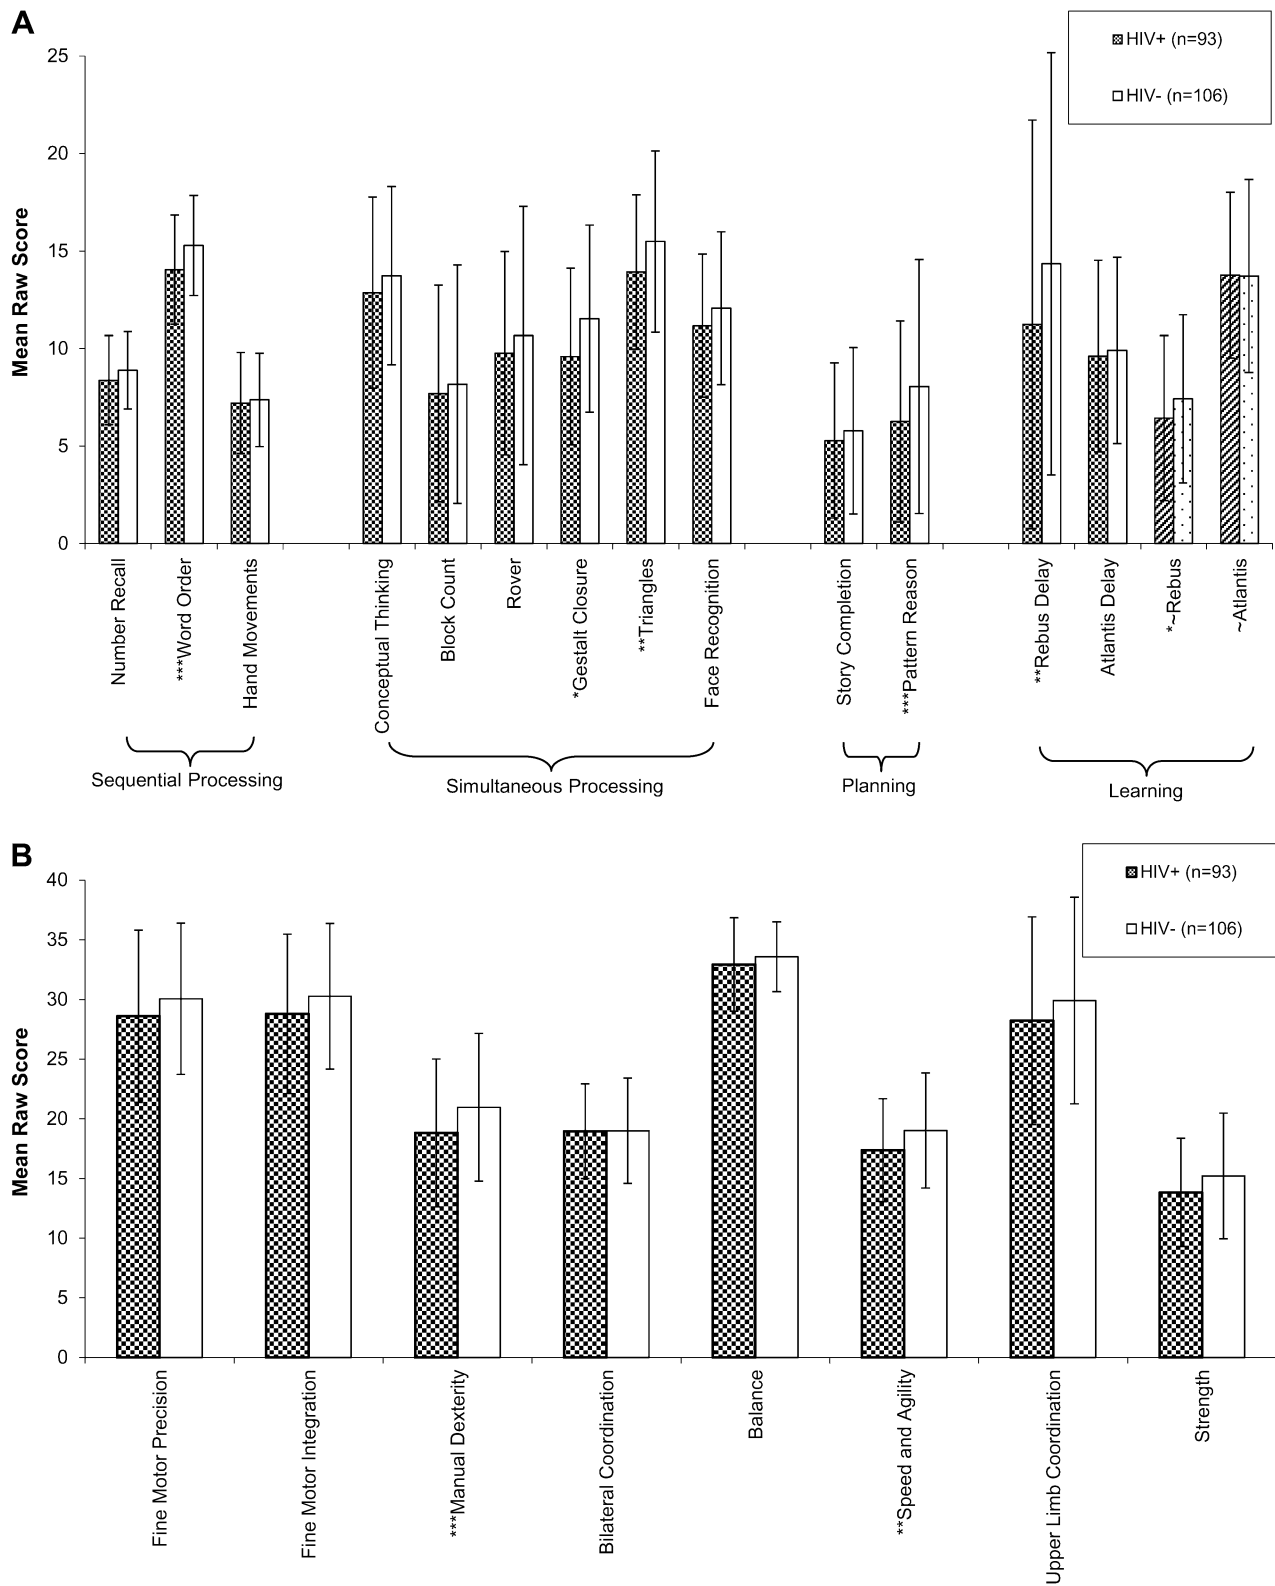 A
HIV+ (n=93)
HIV- (n=106)
Mean Raw Score
25
20
15
10
5
0
Number Recall
***Word Order
Hand Movements
Conceptual Thinking
Block Count
Rover
*Gestalt Closure
**Triangles
Face Recognition
Story Completion
***Pattern Reason
**Rebus Delay
Atlantis Delay
*~Rebus
~Atlantis
Sequential Processing
Simultaneous Processing
Planning
Learning
B
HIV+ (n=93)
HIV- (n=106)
Mean Raw Score
40
35
30
25
20
15
10
5
0
Fine Motor Precision
Fine Motor Integration
***Manual Dexterity
Bilateral Coordination
Balance
**Speed and Agility
Upper Limb Coordination
Strength